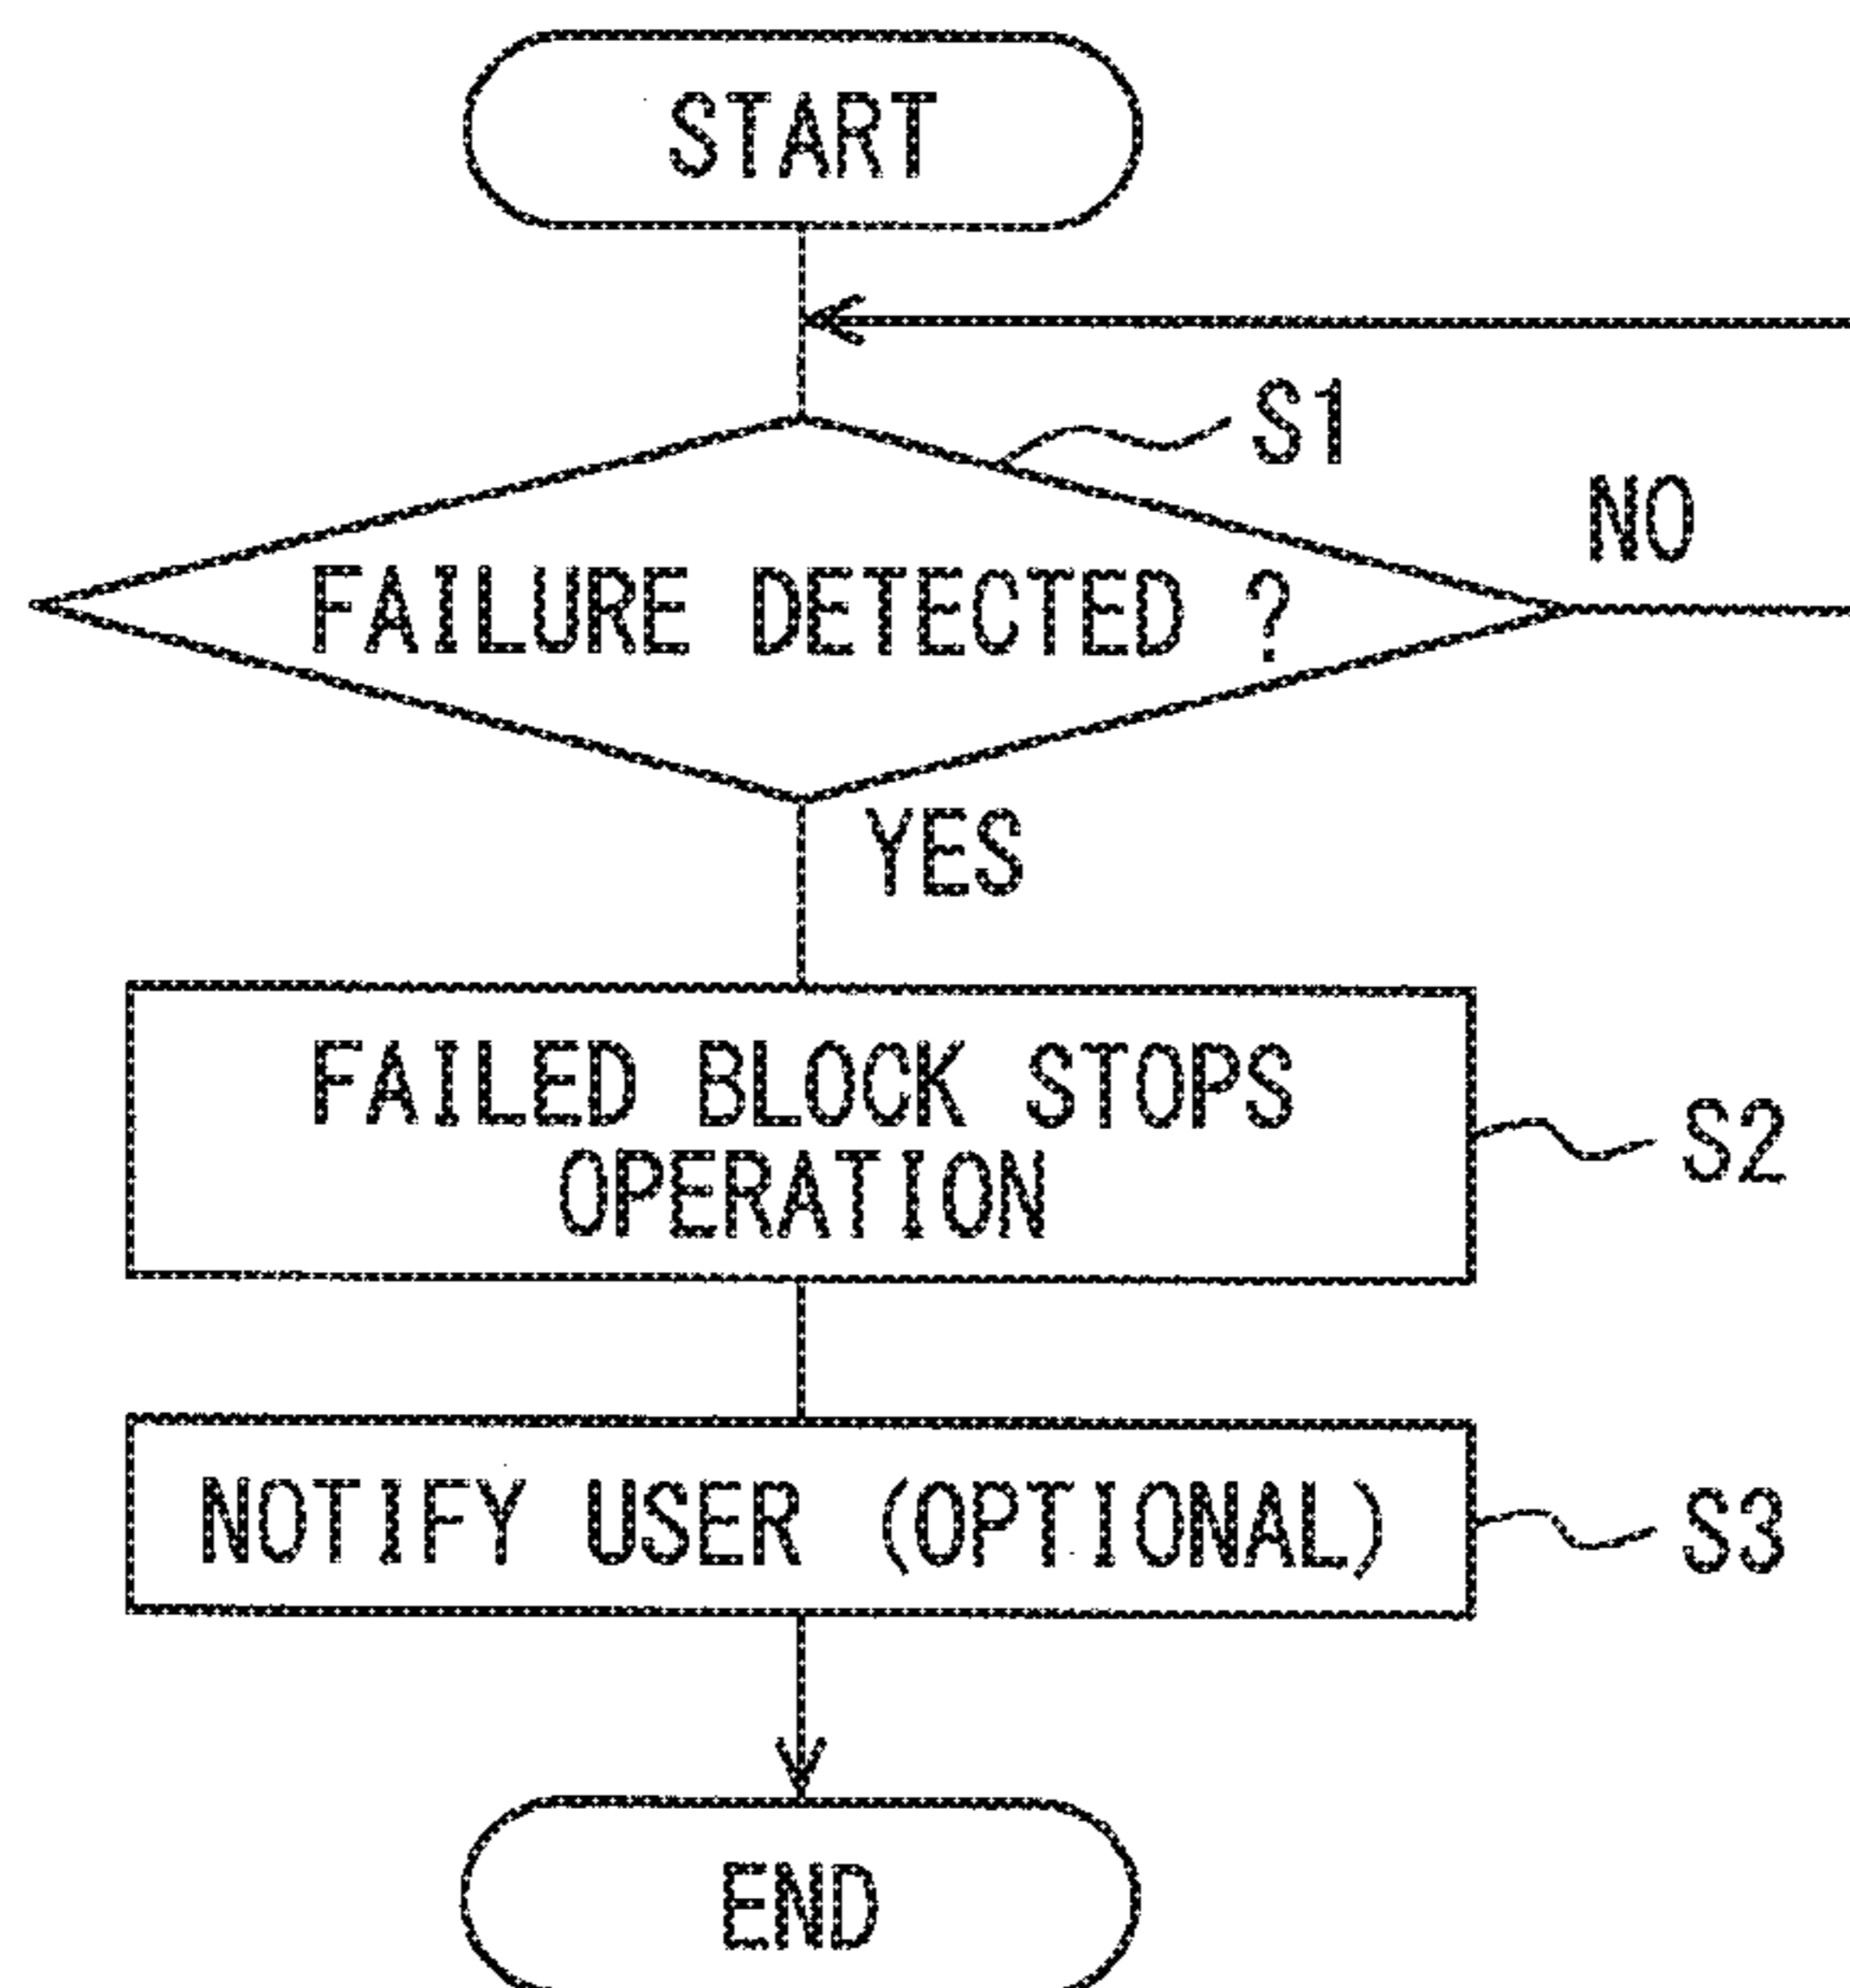 START
S1
NO
FAILURE DETECTED ?
YES
FAILED BLOCK STOPS
OPERATION
S2
NOTIFY USER (OPTIONAL)
S3
END